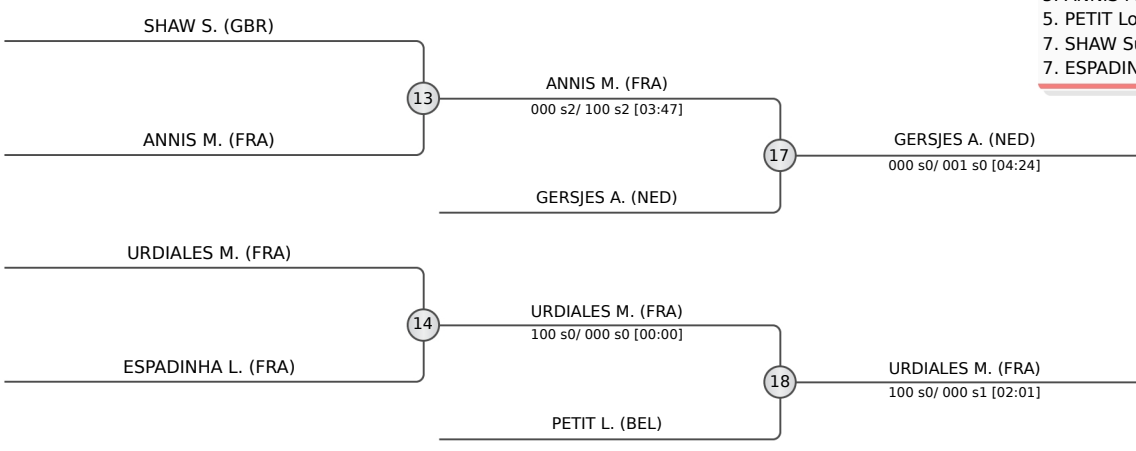 SHAW S. (GBR)
13
ANNIS M. (FRA)
ANNIS M. (FRA)
000 s2/ 100 s2 [03:47]
17
GERSJES A. (NED)
GERSJES A. (NED)
000 s0/ 001 s0 [04:24]
URDIALES M. (FRA)
14
ESPADINHA L. (FRA)
URDIALES M. (FRA)
100 s0/ 000 s0 [00:00]
18
PETIT L. (BEL)
URDIALES M. (FRA)
100 s0/ 000 s1 [02:01]
5. PETIT Lo
7. SHAW Su
7. ESPADIN